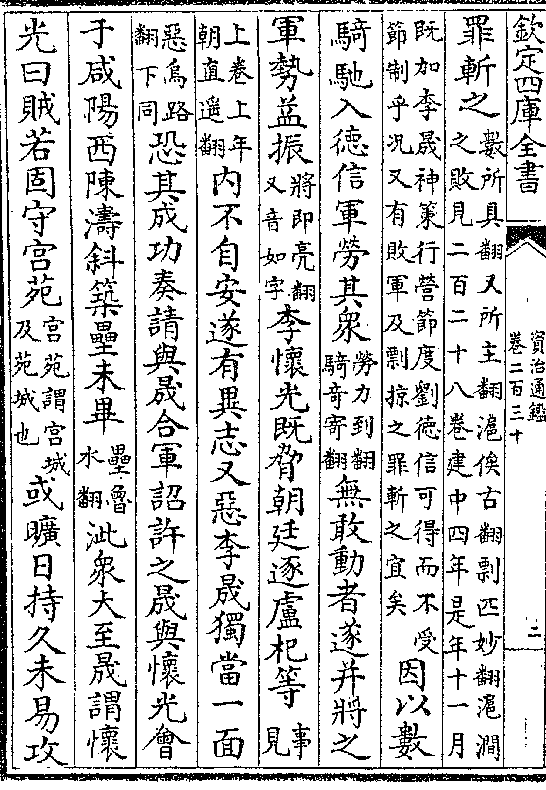 欽定四庫全書
資治通鑑
卷二百三十
二
罪斬之數所具翻又所主翻滬俟古翻剽匹妙翻滬澗之敗見二百二十八卷建中四年是年十一月
既加李晟神策行營節度劉德信可得而不受節制乎況又有敗軍及剽掠之罪斬之宜矣因以數
騎馳入德信軍勞其衆勞力到翻騎奇寄翻無敢動者遂并將之
軍勢益振將即亮翻又音如字李懷光既脅朝廷逐盧杞等事見
上卷上年朝直遙翻內不自安遂有異志又惡李晟獨當一面
惡烏路翻下同恐其成功奏請與晟合軍詔許之晟與懷光會
于咸陽西陳濤斜築壘未畢壘魯水翻泚衆大至晟謂懷
光曰賊若固守宮苑宮苑謂宮城及苑城也或曠日持久未易攻